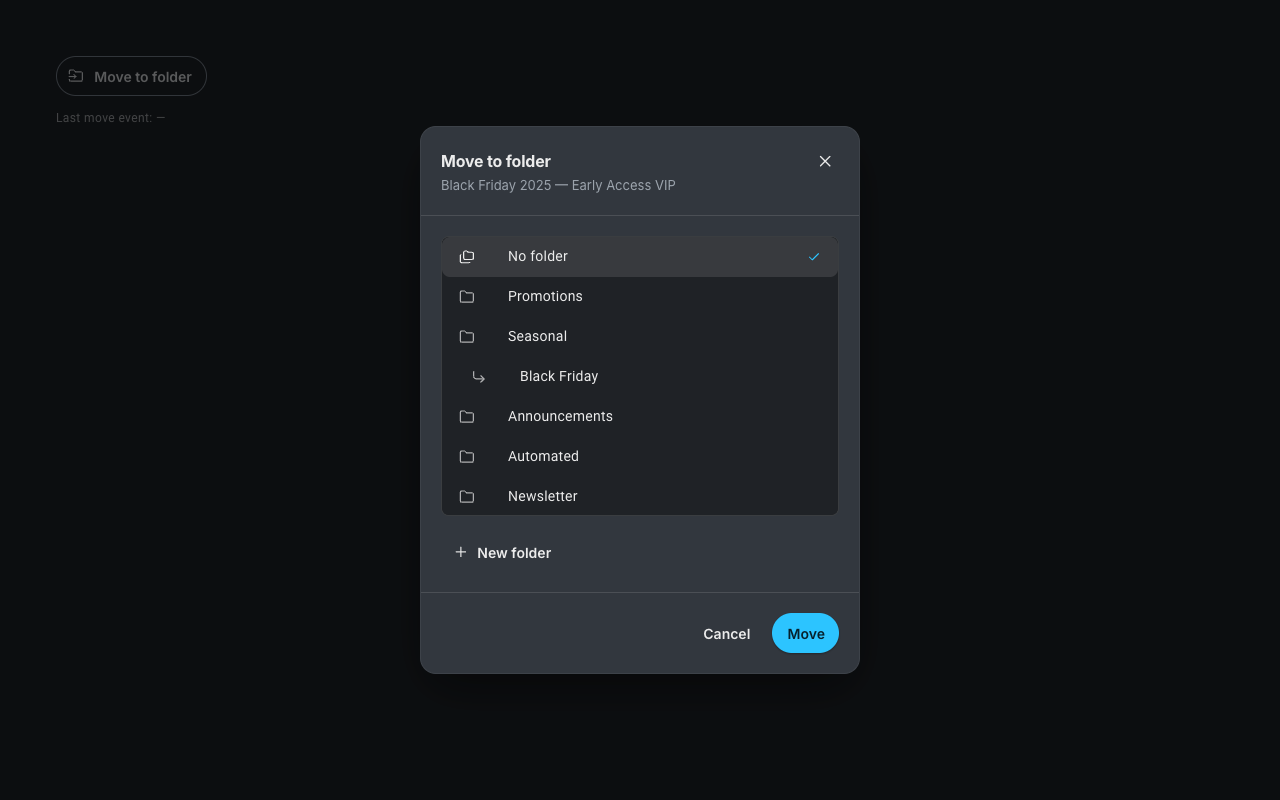 Move to folder
Last move event: —
Move to folder
Black Friday 2025 — Early Access VIP
No folder
Promotions
Seasonal
Black Friday
Announcements
Automated
Newsletter
New folder
Cancel
Move